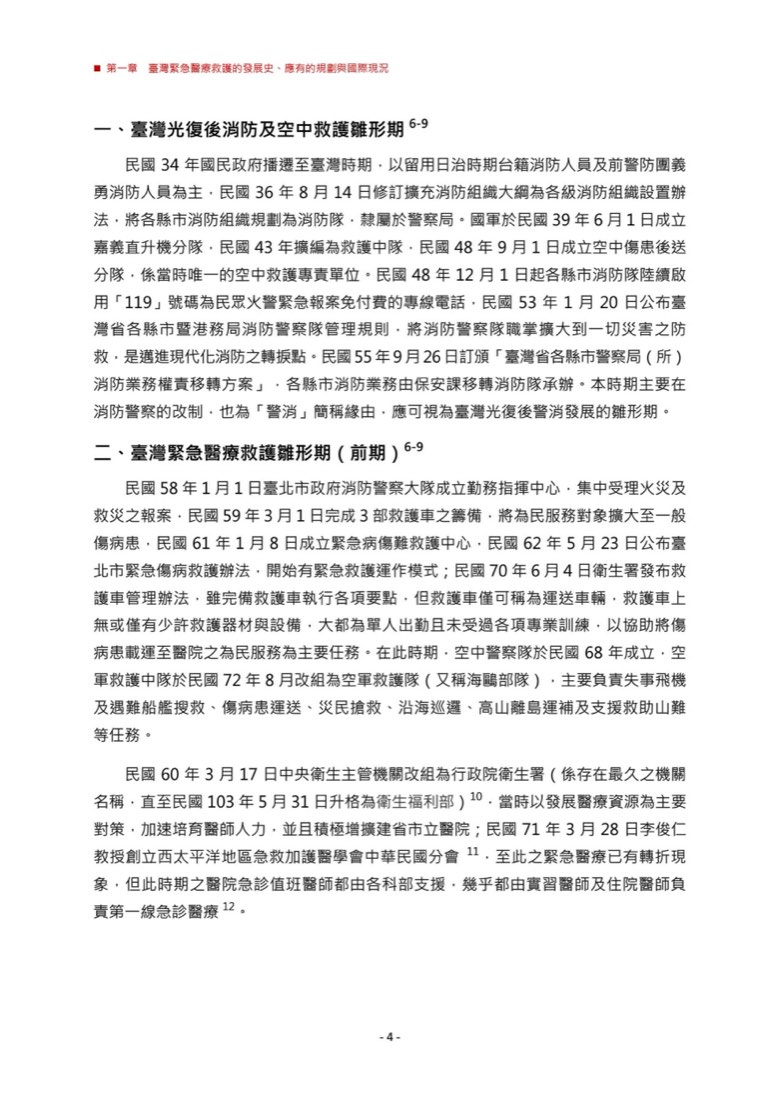 ■ 第一章　臺灣緊急醫療救護的發展史、應有的規劃與國際現況
一、臺灣光復後消防及空中救護雛形期 6-9
民國 34 年國民政府播遷至臺灣時期，以留用日治時期台籍消防人員及前警防團義
勇消防人員為主，民國 36 年 8 月 14 日修訂擴充消防組織大綱為各級消防組織設置辦
法，將各縣市消防組織規劃為消防隊，隸屬於警察局。國軍於民國 39 年 6 月 1 日成立
嘉義直升機分隊，民國 43 年擴編為救護中隊，民國 48 年 9 月 1 日成立空中傷患後送
分隊，係當時唯一的空中救護專責單位。民國 48 年 12 月 1 日起各縣市消防隊陸續啟
用「119」號碼為民眾火警緊急報案免付費的專線電話，民國 53 年 1 月 20 日公布臺
灣省各縣市暨港務局消防警察隊管理規則，將消防警察隊職掌擴大到一切災害之防
救，是邁進現代化消防之轉捩點。民國 55 年 9 月 26 日訂頒「臺灣省各縣市警察局（所）
消防業務權責移轉方案」，各縣市消防業務由保安課移轉消防隊承辦。本時期主要在
消防警察的改制，也為「警消」簡稱緣由，應可視為臺灣光復後警消發展的雛形期。
二、臺灣緊急醫療救護雛形期（前期）6-9
民國 58 年 1 月 1 日臺北市政府消防警察大隊成立勤務指揮中心，集中受理火災及
救災之報案，民國 59 年 3 月 1 日完成 3 部救護車之籌備，將為民服務對象擴大至一般
傷病患，民國 61 年 1 月 8 日成立緊急病傷難救護中心，民國 62 年 5 月 23 日公布臺
北市緊急傷病救護辦法，開始有緊急救護運作模式；民國 70 年 6 月 4 日衛生署發布救
護車管理辦法，雖完備救護車執行各項要點，但救護車僅可稱為運送車輛，救護車上
無或僅有少許救護器材與設備，大都為單人出勤且未受過各項專業訓練，以協助將傷
病患載運至醫院之為民服務為主要任務。在此時期，空中警察隊於民國 68 年成立，空
軍救護中隊於民國 72 年 8 月改組為空軍救護隊（又稱海鷗部隊），主要負責失事飛機
及遇難船艦搜救、傷病患運送、災民搶救、沿海巡邏、高山離島運補及支援救助山難
等任務。
民國 60 年 3 月 17 日中央衛生主管機關改組為行政院衛生署（係存在最久之機關
名稱，直至民國 103 年 5 月 31 日升格為衛生福利部）10，當時以發展醫療資源為主要
對策，加速培育醫師人力，並且積極增擴建省市立醫院；民國 71 年 3 月 28 日李俊仁
教授創立西太平洋地區急救加護醫學會中華民國分會 11，至此之緊急醫療已有轉折現
象，但此時期之醫院急診值班醫師都由各科部支援，幾乎都由實習醫師及住院醫師負
責第一線急診醫療 12。
- 4 -